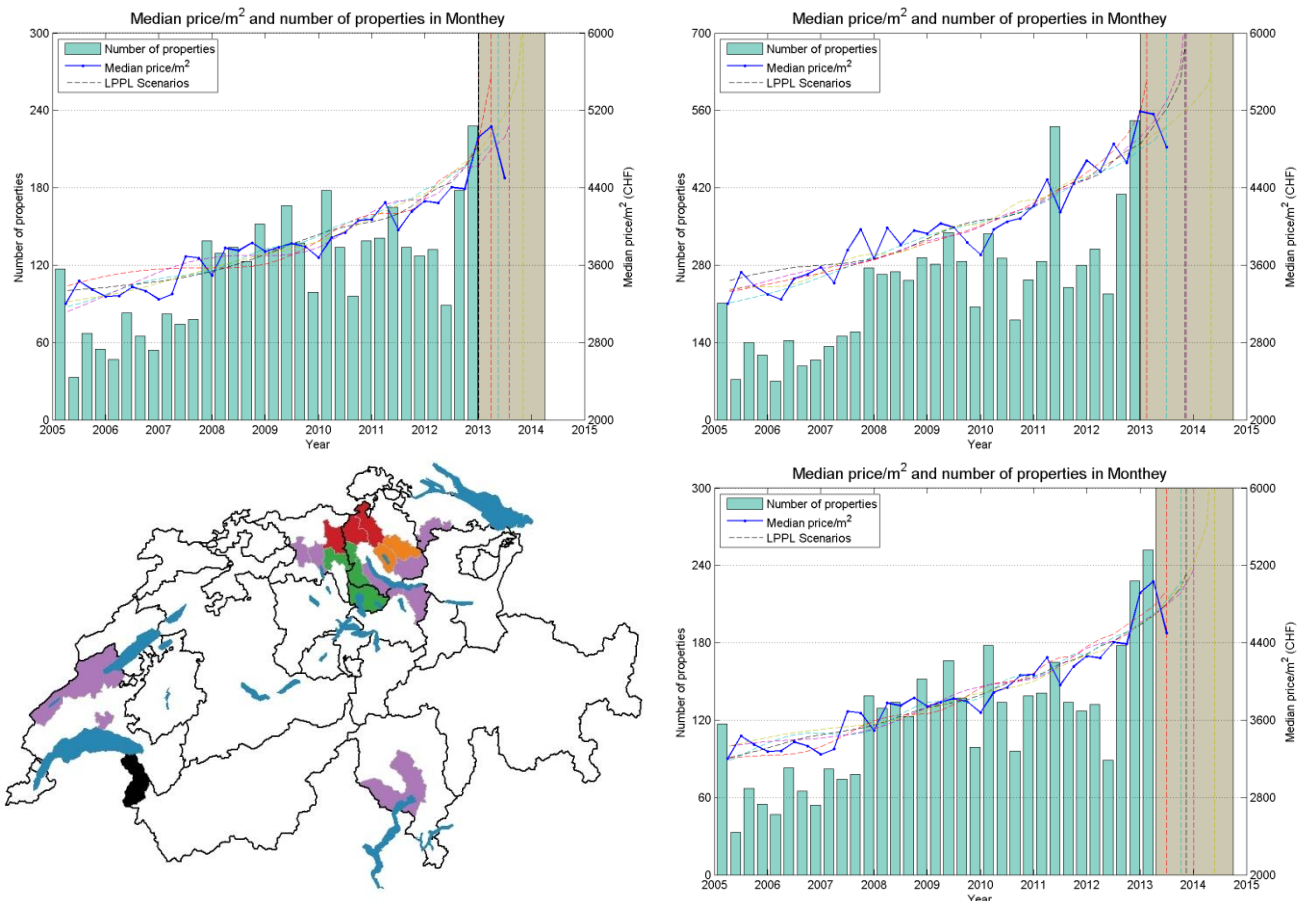 Median price/m² and number of properties in Monthey
Number of properties
Median price/m²
LPPL Scenarios
300
240
180
120
60
0
6000
5200
4400
3600
2800
2000
Number of properties
Median price/m² (CHF)
2005 2006 2007 2008 2009 2010 2011 2012 2013 2014 2015
Year
Median price/m² and number of properties in Monthey
Number of properties
Median price/m²
LPPL Scenarios
700
560
420
280
140
0
6000
5200
4400
3600
2800
2000
Number of properties
Median price/m² (CHF)
2005 2006 2007 2008 2009 2010 2011 2012 2013 2014 2015
Year
Median price/m² and number of properties in Monthey
Number of properties
Median price/m²
LPPL Scenarios
300
240
180
120
60
0
6000
5200
4400
3600
2800
2000
Number of properties
Median price/m² (CHF)
2005 2006 2007 2008 2009 2010 2011 2012 2013 2014 2015
Year